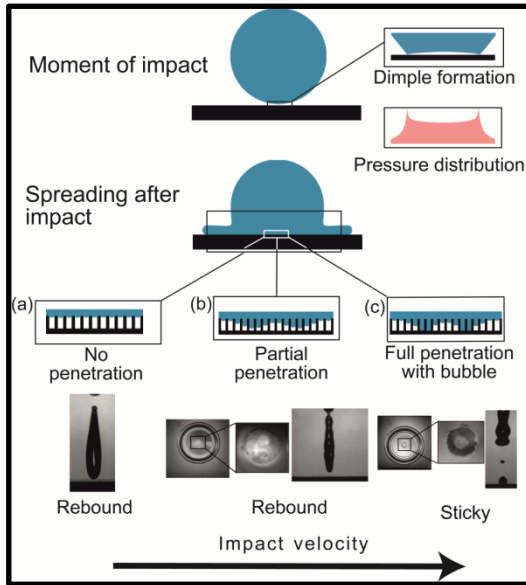 Moment of impact
Dimple formation
Pressure distribution
Spreading after
impact
(a)
(b)
(c)
No
penetration
Partial
penetration
Full penetration
with bubble
Rebound
Rebound
Sticky
Impact velocity